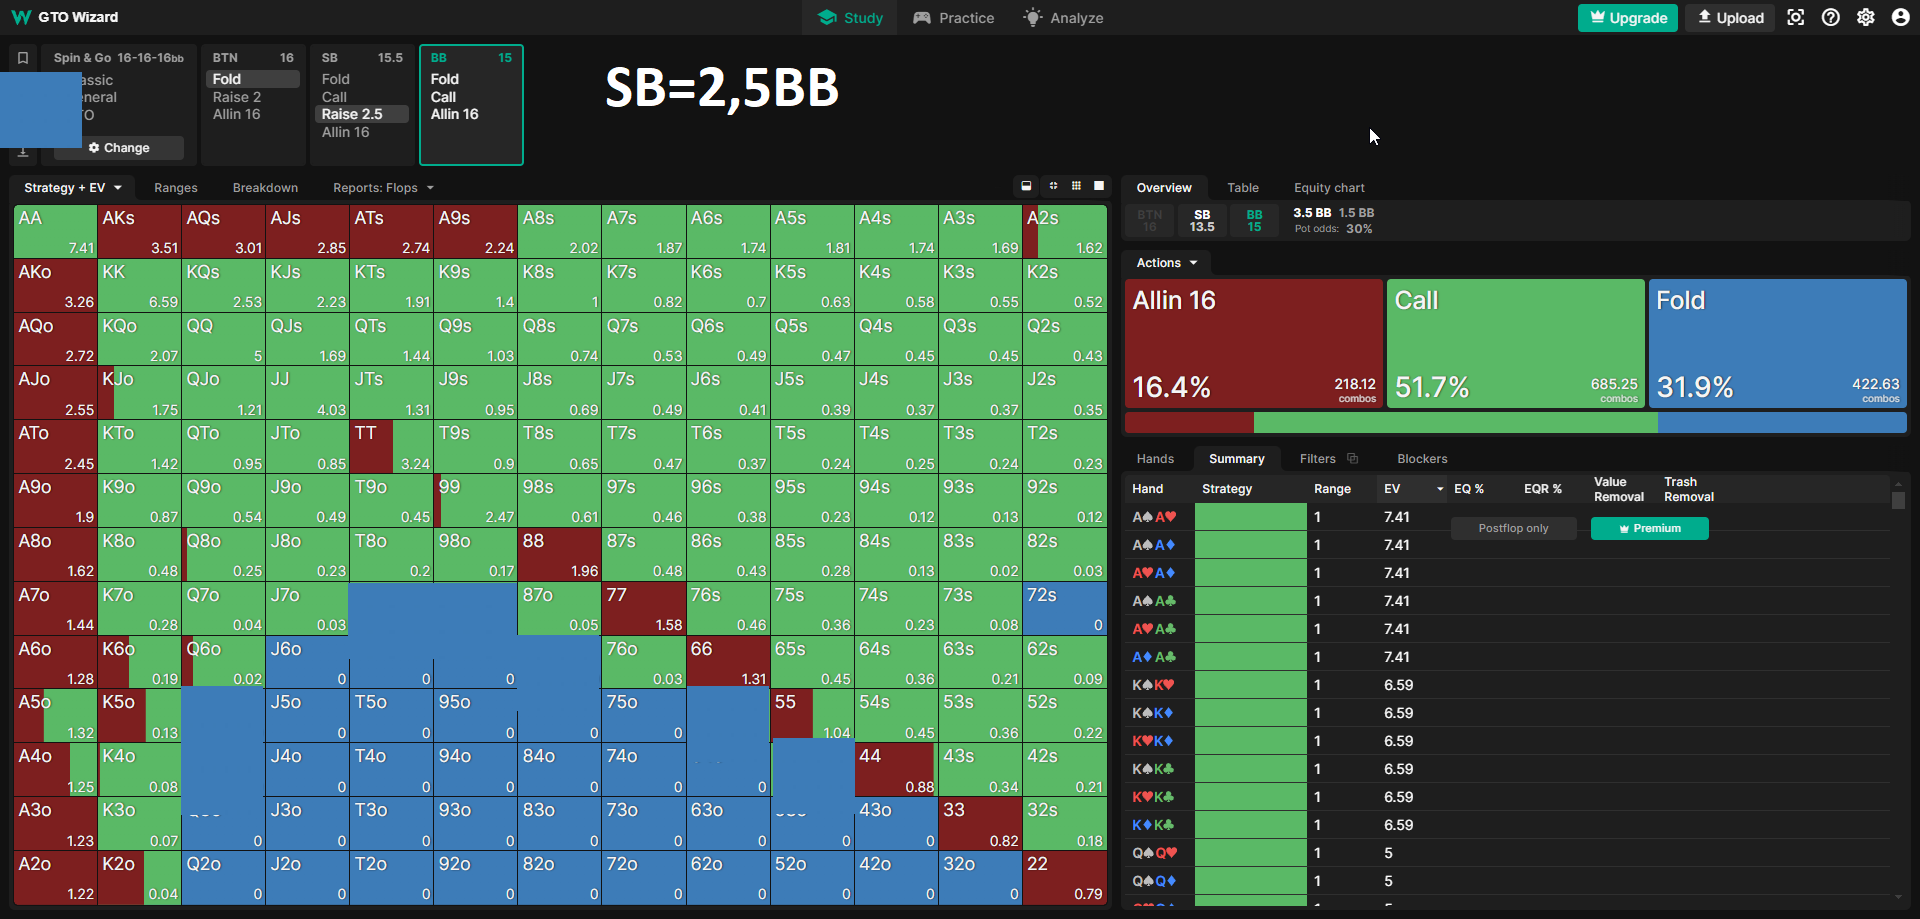 GTO Wizard
Study
Practice
Analyze
Upgrade
Upload
Spin & Go 16-16-16bb
assic
eneral
TO
Change
BTN 16
Fold
Raise 2
Allin 16
SB 15.5
Fold
Call
Raise 2.5
Allin 16
BB 15
Fold
Call
Allin 16
SB=2,5BB
Strategy + EV
Ranges
Breakdown
Reports: Flops
AA 7.41 AKs 3.51 AQs 3.01 AJs 2.85 ATs 2.74 A9s 2.24 A8s 2.02 A7s 1.87 A6s 1.74 A5s 1.81 A4s 1.74 A3s 1.69 A2s 1.62
AKo 3.26 KK 6.59 KQs 2.53 KJs 2.23 KTs 1.91 K9s 1.4 K8s 1 K7s 0.82 K6s 0.7 K5s 0.63 K4s 0.58 K3s 0.55 K2s 0.52
AQo 2.72 KQo 2.07 QQ 5 QJs 1.69 QTs 1.44 Q9s 1.03 Q8s 0.74 Q7s 0.53 Q6s 0.49 Q5s 0.47 Q4s 0.45 Q3s 0.45 Q2s 0.43
AJo 2.55 KJo 1.75 QJo 1.21 JJ 4.03 JTs 1.31 J9s 0.95 J8s 0.69 J7s 0.49 J6s 0.41 J5s 0.39 J4s 0.37 J3s 0.37 J2s 0.35
ATo 2.45 KTo 1.42 QTo 0.95 JTo 0.85 TT 3.24 T9s 0.9 T8s 0.65 T7s 0.47 T6s 0.37 T5s 0.24 T4s 0.25 T3s 0.24 T2s 0.23
A9o 1.9 K9o 0.87 Q9o 0.54 J9o 0.49 T9o 0.45 99 2.47 98s 0.61 97s 0.46 96s 0.38 95s 0.23 94s 0.12 93s 0.13 92s 0.12
A8o 1.62 K8o 0.48 Q8o 0.25 J8o 0.23 T8o 0.2 98o 0.17 88 1.96 87s 0.48 86s 0.43 85s 0.28 84s 0.13 83s 0.02 82s 0.03
A7o 1.44 K7o 0.28 Q7o 0.04 J7o 0.03 87o 0.05 77 1.58 76s 0.46 75s 0.36 74s 0.23 73s 0.08 72s 0
A6o 1.28 K6o 0.19 Q6o 0.02 J6o 0 0 0 76o 0.03 66 1.31 65s 0.45 64s 0.36 63s 0.21 62s 0.09
A5o 1.32 K5o 0.13 J5o 0 T5o 0 95o 0 0 75o 0 55 1.04 54s 0.45 53s 0.36 52s 0.22
A4o 1.25 K4o 0.08 J4o 0 T4o 0 94o 0 84o 0 74o 0 0 44 0.88 43s 0.34 42s 0.21
A3o 1.23 K3o 0.07 0 J3o 0 T3o 0 93o 0 83o 0 73o 0 63o 0 0 43o 0 33 0.82 32s 0.18
A2o 1.22 K2o 0.04 Q2o 0 J2o 0 T2o 0 92o 0 82o 0 72o 0 62o 0 52o 0 42o 0 32o 0 22 0.79
Overview
Table
Equity chart
BTN 16
SB 13.5
BB 15
3.5 BB 1.5 BB
Pot odds: 30%
Actions
Allin 16
16.4%
218.12 combos
Call
51.7%
685.25 combos
Fold
31.9%
422.63 combos
Hands
Summary
Filters
Blockers
Hand Strategy Range EV EQ % EQR % Value Removal Trash Removal
Postflop only
Premium
A♠A♥ 1 7.41
A♠A♦ 1 7.41
A♥A♦ 1 7.41
A♠A♣ 1 7.41
A♥A♣ 1 7.41
A♦A♣ 1 7.41
K♠K♥ 1 6.59
K♠K♦ 1 6.59
K♥K♦ 1 6.59
K♠K♣ 1 6.59
K♥K♣ 1 6.59
K♦K♣ 1 6.59
Q♠Q♥ 1 5
Q♠Q♦ 1 5